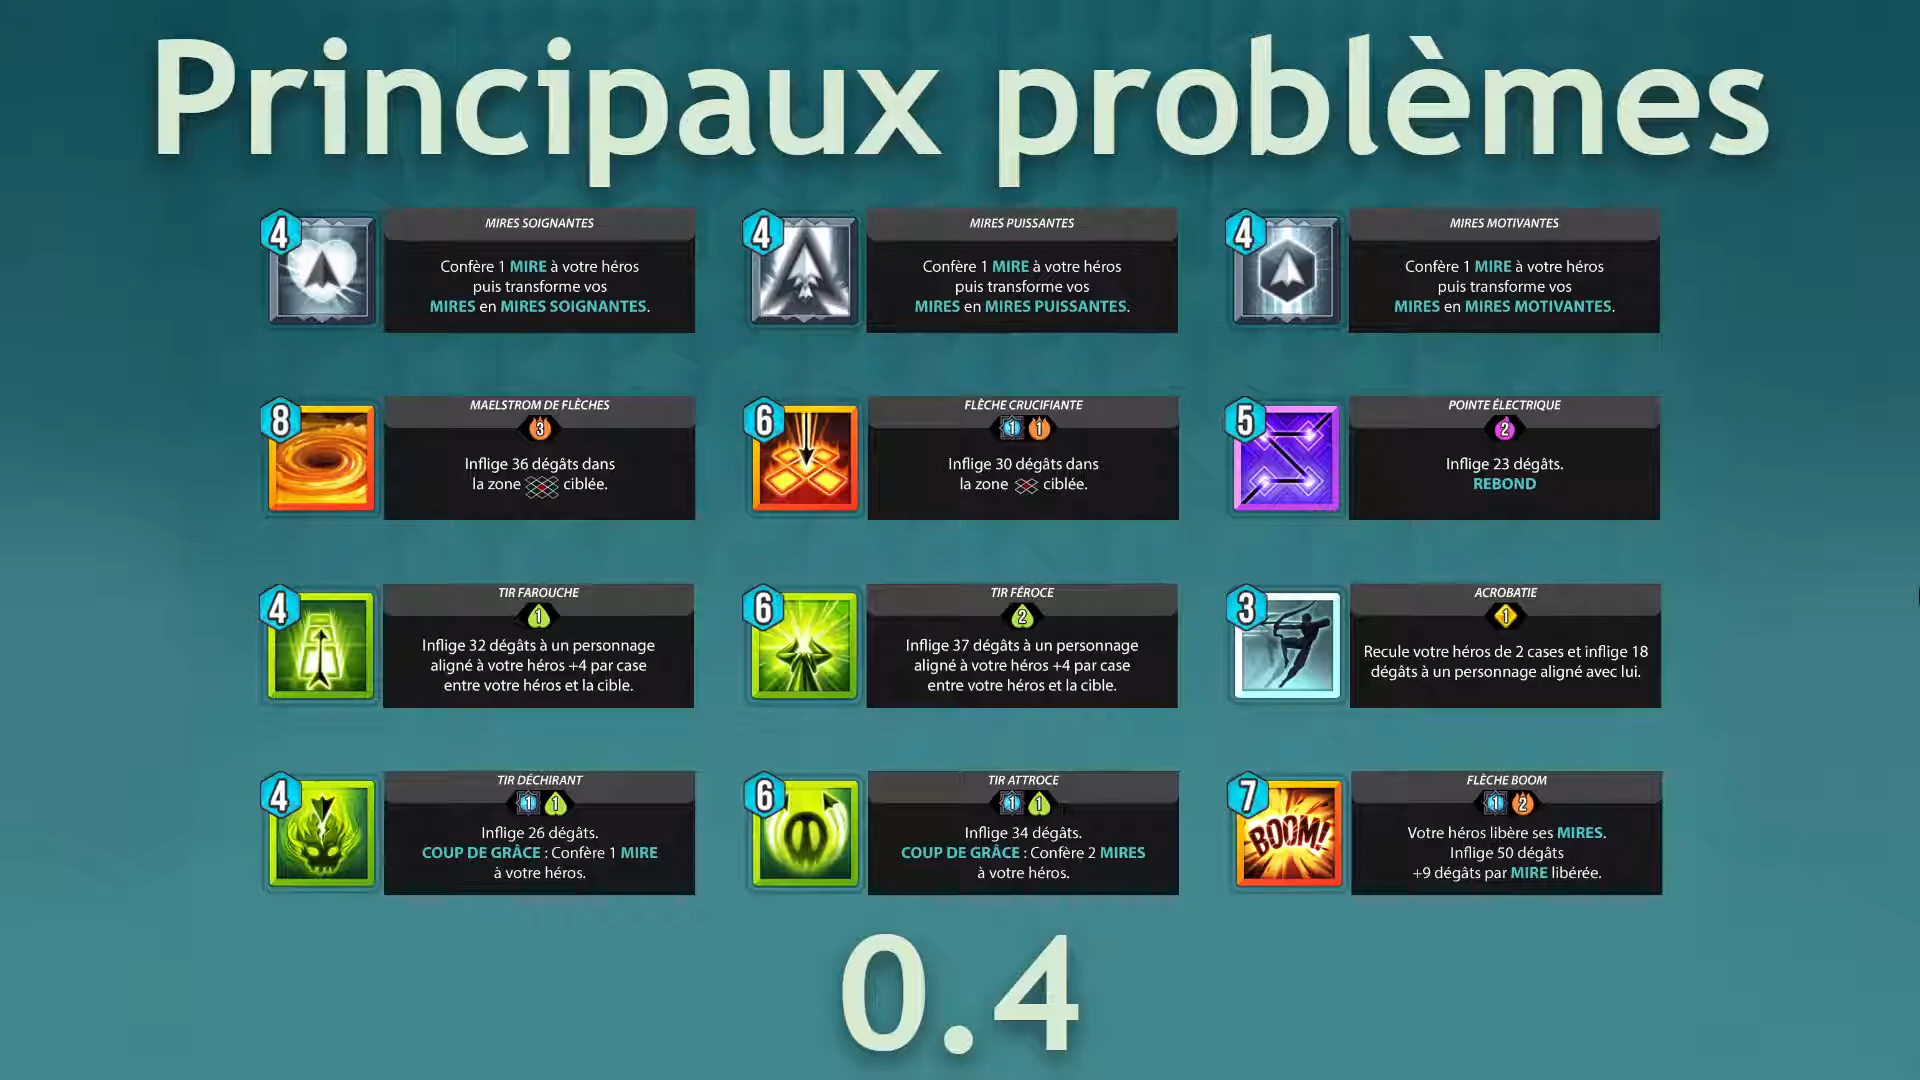 Principaux problèmes
4
MIRES SOIGNANTES
Confère 1 MIRE à votre héros
puis transforme vos
MIRES en MIRES SOIGNANTES.
4
MIRES PUISSANTES
Confère 1 MIRE à votre héros
puis transforme vos
MIRES en MIRES PUISSANTES.
4
MIRES MOTIVANTES
Confère 1 MIRE à votre héros
puis transforme vos
MIRES en MIRES MOTIVANTES.
8
MAELSTROM DE FLÈCHES
3
Inflige 36 dégâts dans
la zone ciblée.
6
FLÈCHE CRUCIFIANTE
1 1
Inflige 30 dégâts dans
la zone ciblée.
5
POINTE ÉLECTRIQUE
2
Inflige 23 dégâts.
REBOND
4
TIR FAROUCHE
1
Inflige 32 dégâts à un personnage
aligné à votre héros +4 par case
entre votre héros et la cible.
6
TIR FÉROCE
2
Inflige 37 dégâts à un personnage
aligné à votre héros +4 par case
entre votre héros et la cible.
3
ACROBATIE
1
Recule votre héros de 2 cases et inflige 18
dégâts à un personnage aligné avec lui.
4
TIR DÉCHIRANT
1 1
Inflige 26 dégâts.
COUP DE GRÂCE : Confère 1 MIRE
à votre héros.
6
TIR ATTROCE
1 1
Inflige 34 dégâts.
COUP DE GRÂCE : Confère 2 MIRES
à votre héros.
7
BOOM!
FLÈCHE BOOM
1 2
Votre héros libère ses MIRES.
Inflige 50 dégâts
+9 dégâts par MIRE libérée.
0.4